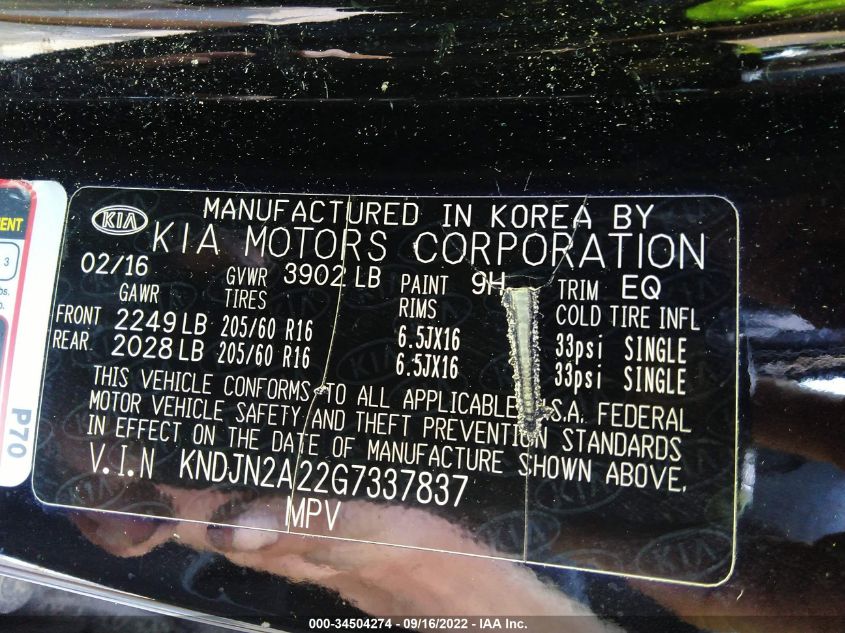 KIA
MANUFACTURED IN KOREA BY
KIA MOTORS CORPORATION
02/16 GVWR 3902 LB PAINT 9H TRIM EQ
GAWR TIRES RIMS COLD TIRE INFL
FRONT 2249 LB 205/60 R16 6.5JX16 33psi SINGLE
REAR. 2028 LB 205/60 R16 6.5JX16 33psi SINGLE
THIS VEHICLE CONFORMS TO ALL APPLICABLE .S.A. FEDERAL
MOTOR VEHICLE SAFETY AND THEFT PREVENTION STANDARDS
IN EFFECT ON THE DATE OF MANUFACTURE SHOWN ABOVE.
V.I.N KNDJN2A22G7337837
MPV
3
P70
000-34504274 - 09/16/2022 - IAA Inc.